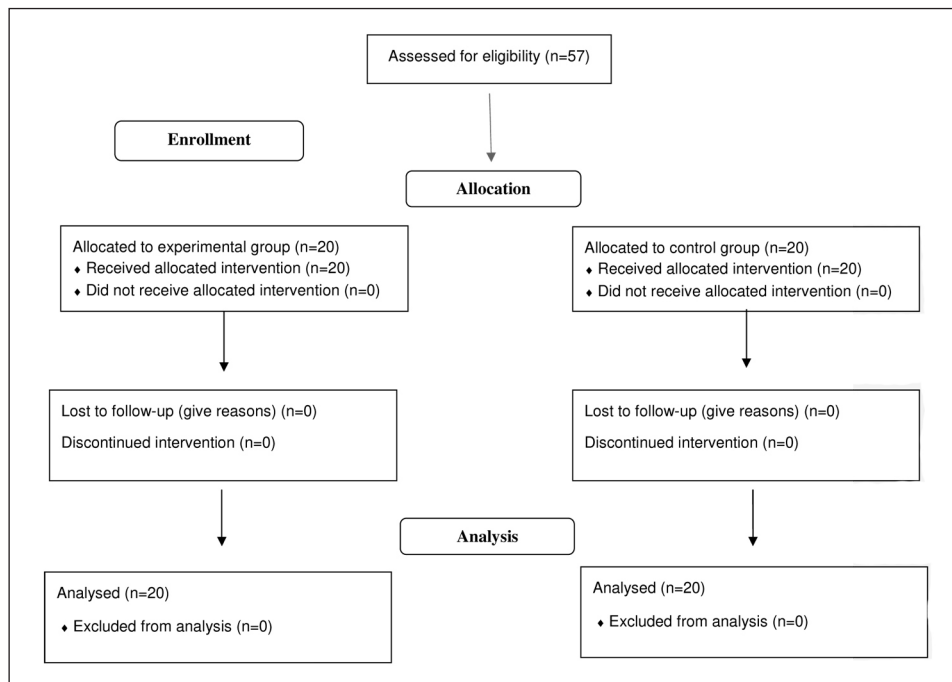 Assessed for eligibility (n=57)
Enrollment
Allocation
Allocated to experimental group (n=20)
♦ Received allocated intervention (n=20)
♦ Did not receive allocated intervention (n=0)
Allocated to control group (n=20)
♦ Received allocated intervention (n=20)
♦ Did not receive allocated intervention (n=0)
Lost to follow-up (give reasons) (n=0)
Discontinued intervention (n=0)
Lost to follow-up (give reasons) (n=0)
Discontinued intervention (n=0)
Analysis
Analysed (n=20)
♦ Excluded from analysis (n=0)
Analysed (n=20)
♦ Excluded from analysis (n=0)